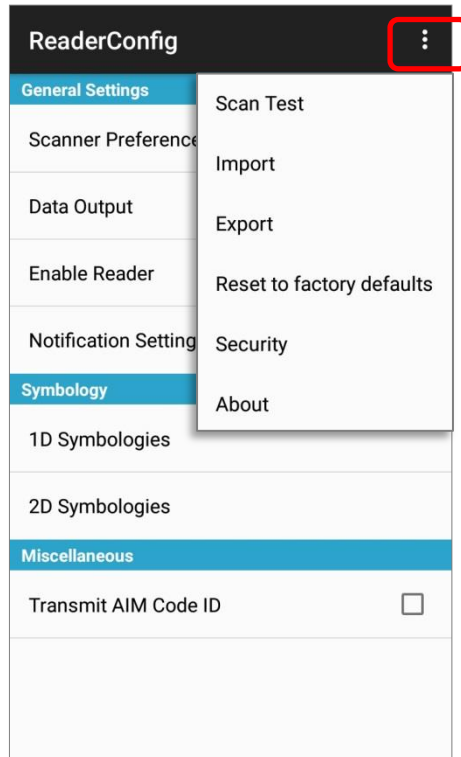 ReaderConfig
General Settings
Scanner Preference
Data Output
Enable Reader
Notification Setting
Scan Test
Import
Export
Reset to factory defaults
Security
About
Symbology
1D Symbologies
2D Symbologies
Miscellaneous
Transmit AIM Code ID